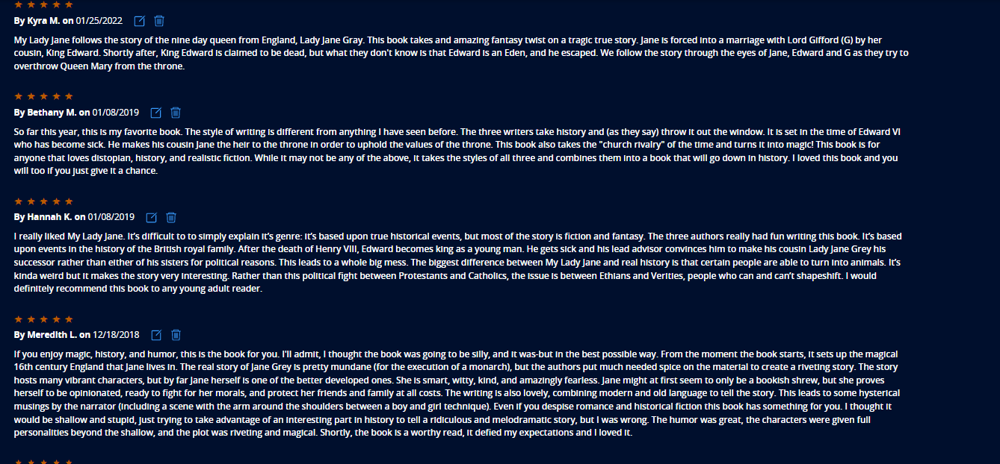 By Kyra M. on 01/25/2022
My Lady Jane follows the story of the nine day queen from England, Lady Jane Gray. This book takes and amazing fantasy twist on a tragic true story. Jane is forced into a marriage with Lord Gifford (G) by her
cousin, King Edward. Shortly after, King Edward is claimed to be dead, but what they don't know is that Edward is an Eden, and he escaped. We follow the story through the eyes of Jane, Edward and G as they try to
overthrow Queen Mary from the throne.
By Bethany M. on 01/08/2019
So far this year, this is my favorite book. The style of writing is different from anything I have seen before. The three writers take history and (as they say) throw it out the window. It is set in the time of Edward VI
who has become sick. He makes his cousin Jane the heir to the throne in order to uphold the values of the throne. This book also takes the "church rivalry" of the time and turns it into magic! This book is for
anyone that loves distopian, history, and realistic fiction. While it may not be any of the above, it takes the styles of all three and combines them into a book that will go down in history. I loved this book and you
will too if you just give it a chance.
By Hannah K. on 01/08/2019
I really liked My Lady Jane. It's difficult to to simply explain it's genre: it's based upon true historical events, but most of the story is fiction and fantasy. The three authors really had fun writing this book. It's based
upon events in the history of the British royal family. After the death of Henry VIII, Edward becomes king as a young man. He gets sick and his lead advisor convinces him to make his cousin Lady Jane Grey his
successor rather than either of his sisters for political reasons. This leads to a whole big mess. The biggest difference between My Lady Jane and real history is that certain people are able to turn into animals. It's
kinda weird but it makes the story very interesting. Rather than this political fight between Protestants and Catholics, the issue is between Ethians and Verities, people who can and can't shapeshift. I would
definitely recommend this book to any young adult reader.
By Meredith L. on 12/18/2018
If you enjoy magic, history, and humor, this is the book for you. I'll admit, I thought the book was going to be silly, and it was-but in the best possible way. From the moment the book starts, it sets up the magical
16th century England that Jane lives in. The real story of Jane Grey is pretty mundane (for the execution of a monarch), but the authors put much needed spice on the material to create a riveting story. The story
hosts many vibrant characters, but by far Jane herself is one of the better developed ones. She is smart, witty, kind, and amazingly fearless. Jane might at first seem to only be a bookish shrew, but she proves
herself to be opinionated, ready to fight for her morals, and protect her friends and family at all costs. The writing is also lovely, combining modern and old language to tell the story. This leads to some hysterical
musings by the narrator (including a scene with the arm around the shoulders between a boy and girl technique). Even if you despise romance and historical fiction this book has something for you. I thought it
would be shallow and stupid, just trying to take advantage of an interesting part in history to tell a ridiculous and melodramatic story, but I was wrong. The humor was great, the characters were given full
personalities beyond the shallow, and the plot was riveting and magical. Shortly, the book is a worthy read, it defied my expectations and I loved it.